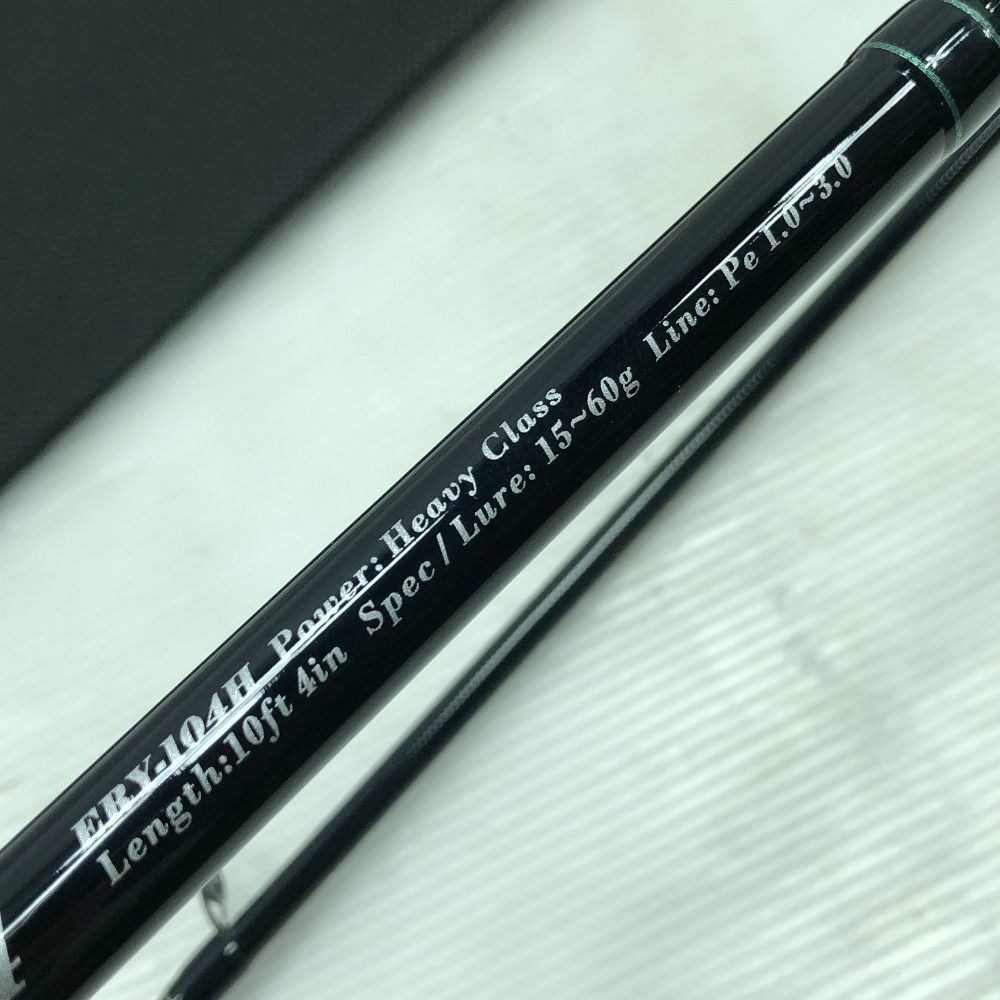 ERY-104H Power: Heavy Class
Length:10ft 4in Spec / Lure: 15~60g Line: Pe 1.0~3.0